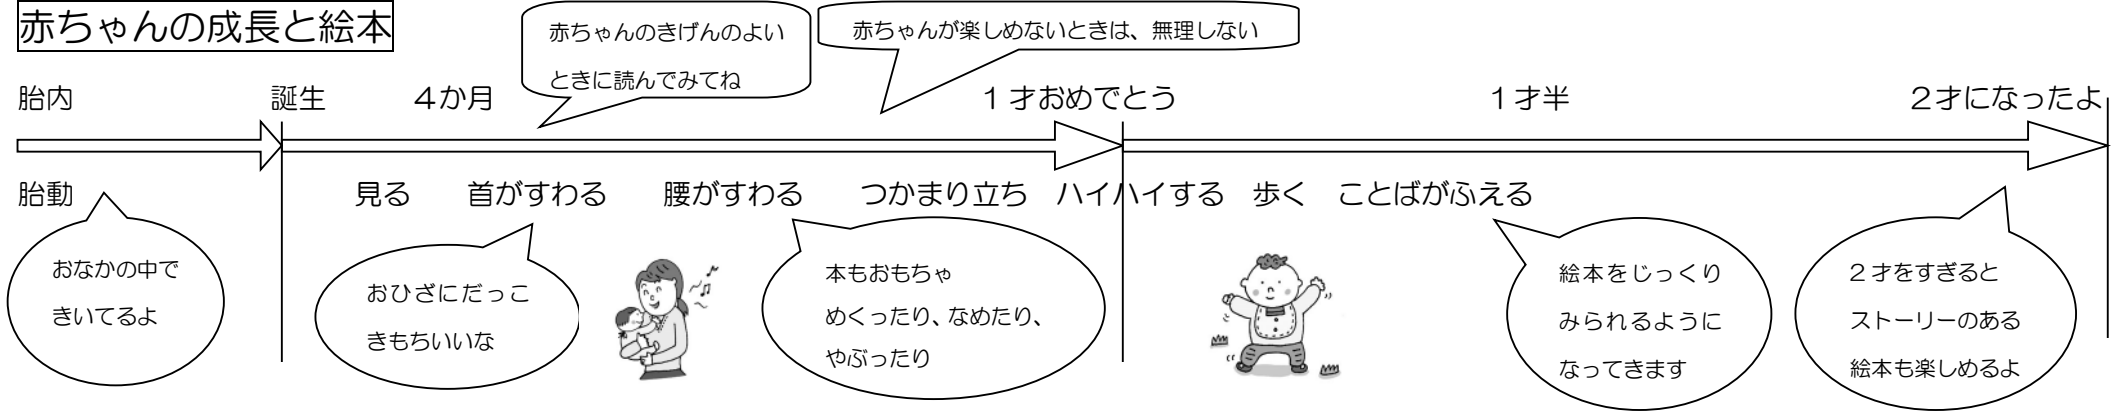 赤ちゃんの成長と絵本
赤ちゃんのきげんのよい
ときに読んでみてね
赤ちゃんが楽しめないときは、無理しない
胎内 誕生 4か月 1才おめでとう 1才半 2才になったよ
胎動 見る 首がすわる 腰がすわる つかまり立ち ハイハイする 歩く ことばがふえる
おなかの中で
きいてるよ
おひざにだっこ
きもちいいな
本もおもちゃ
めくったり、なめたり、
やぶったり
絵本をじっくり
みられるように
なってきます
2才をすぎると
ストーリーのある
絵本も楽しめるよ